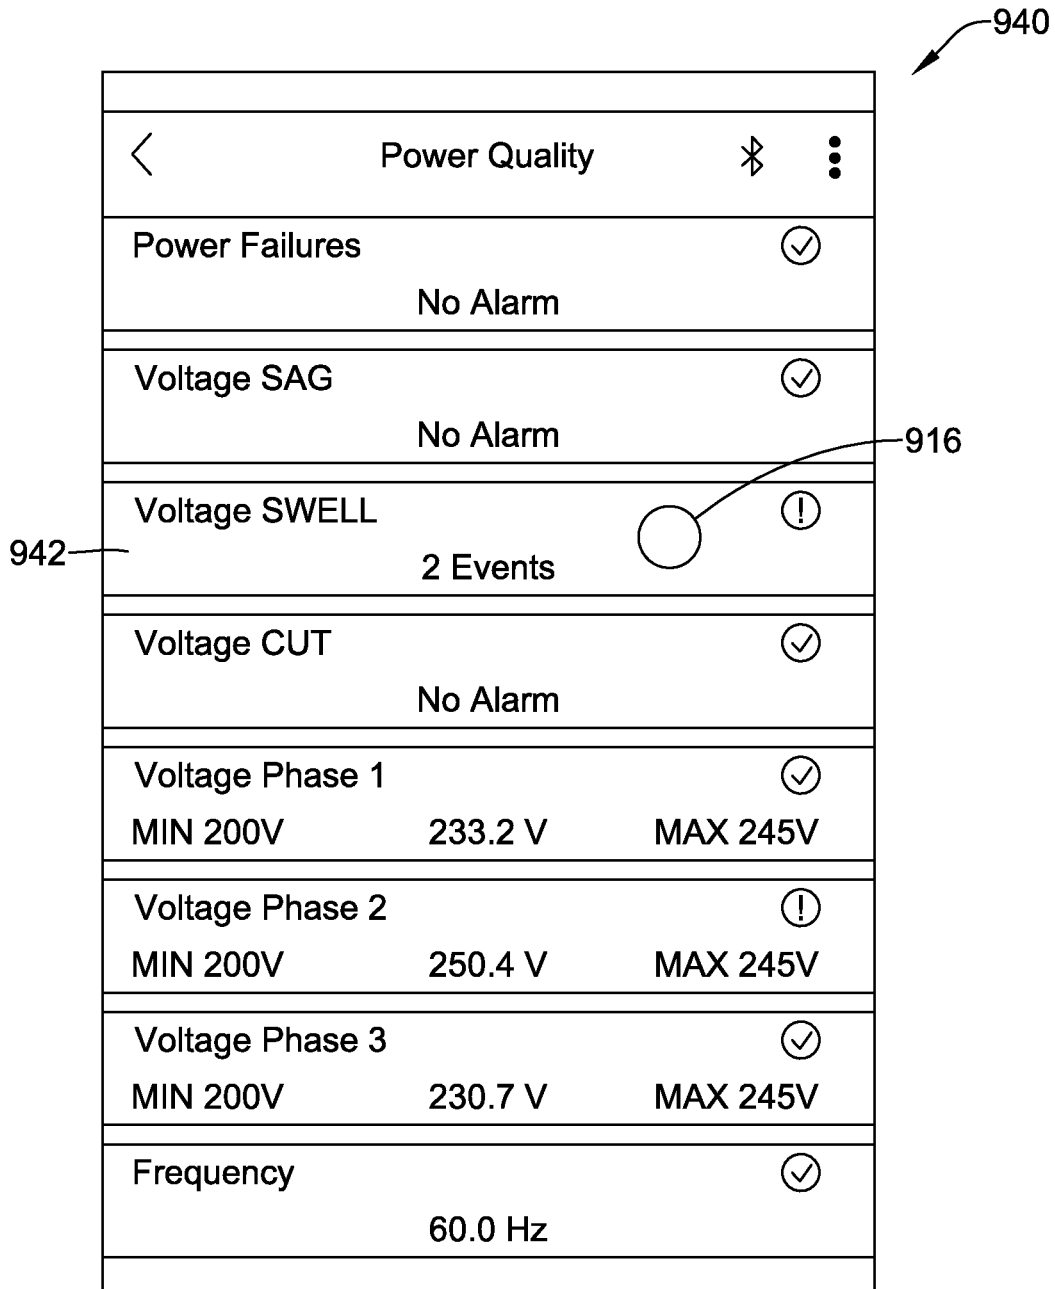 940
Power Quality
Power Failures
No Alarm
Voltage SAG
No Alarm
916
Voltage SWELL
942
2 Events
Voltage CUT
No Alarm
Voltage Phase 1
MIN 200V 233.2 V MAX 245V
Voltage Phase 2
MIN 200V 250.4 V MAX 245V
Voltage Phase 3
MIN 200V 230.7 V MAX 245V
Frequency
60.0 Hz